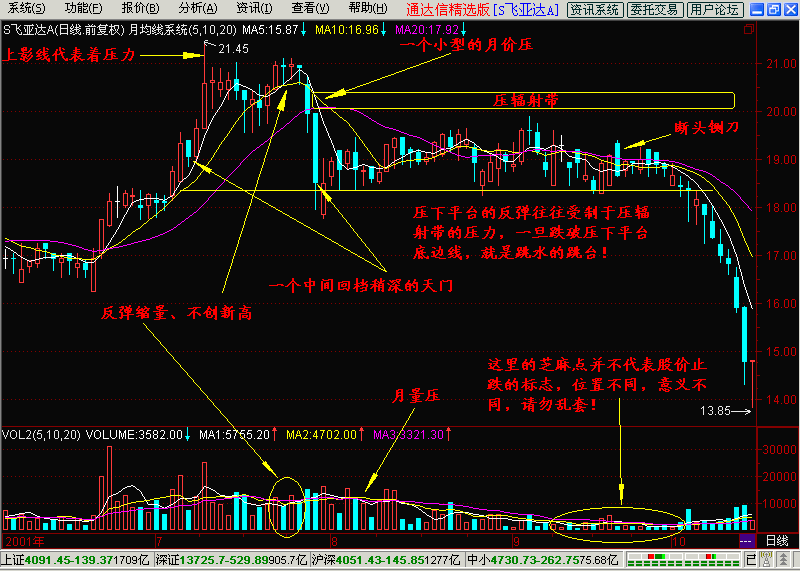 系统(S) 功能(F) 报价(B) 分析(A) 资讯(I) 查看(V) 帮助(H) 通达信精选版 [S飞亚达A] 资讯系统 委托交易 用户论坛
S飞亚达A(日线.前复权) 月均线系统(5,10,20) MA5:15.87↓ MA10:16.96↓ MA20:17.92↓
一个小型的月价压
上影线代表着压力
21.45
21.00
压辐射带
20.00
断头铡刀
19.00
18.00
压下平台的反弹往往受制于压辐
射带的压力，一旦跌破压下平台
底边线，就是跳水的跳台！
17.00
一个中间回档稍深的天门
16.00
反弹缩量、不创新高
15.00
这里的芝麻点并不代表股价止
跌的标志，位置不同，意义不
同，请勿乱套！
月量压
14.00
13.85
VOL2(5,10,20) VOLUME:3582.00↓ MA1:5755.20↑ MA2:4702.00↑ MA3:3321.30↑
30000
20000
10000
2001年 7 8 9 10 日线
上证4091.45-139.371709亿 深证13725.7-529.89905.7亿 沪深4051.43-145.851277亿 中小4730.73-262.7575.68亿